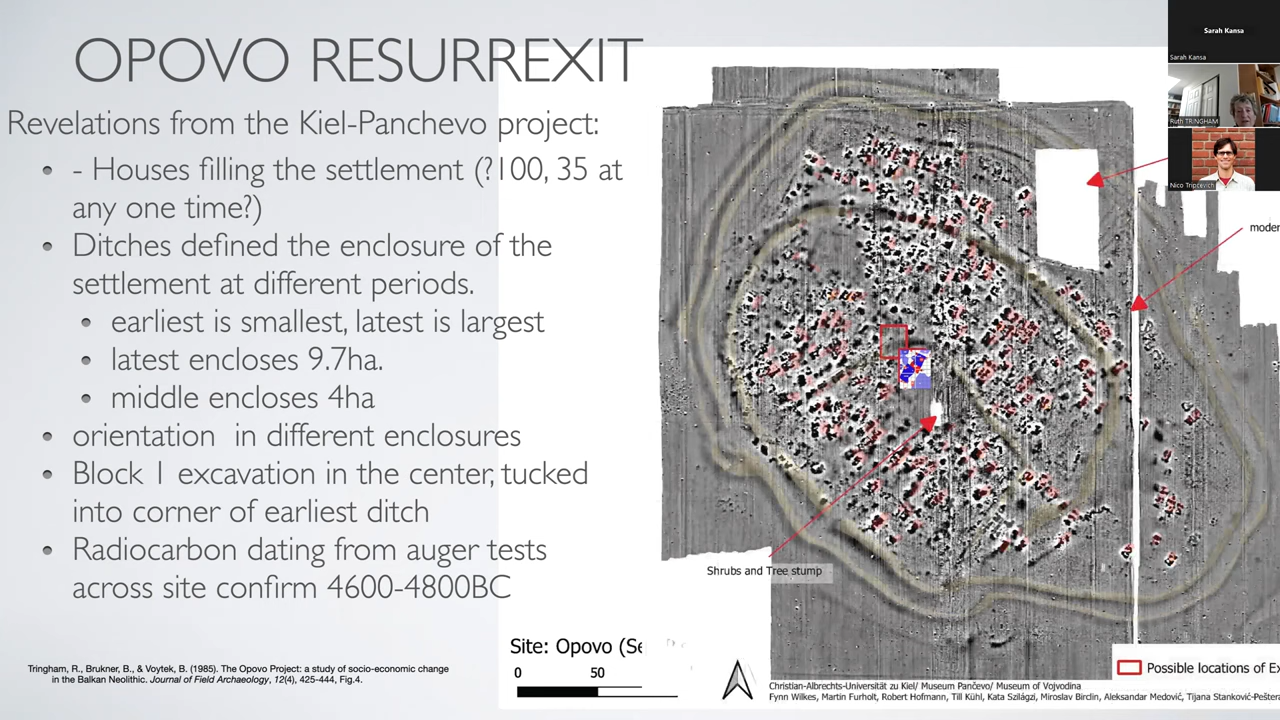 OPOVO RESURREXIT
Revelations from the Kiel-Panchevo project:
• - Houses filling the settlement (?100, 35 at
any one time?)
• Ditches defined the enclosure of the
settlement at different periods.
• earliest is smallest, latest is largest
• latest encloses 9.7ha.
• middle encloses 4ha
• orientation in different enclosures
• Block 1 excavation in the center, tucked
into corner of earliest ditch
• Radiocarbon dating from auger tests
across site confirm 4600-4800BC
Tringham, R., Brukner, B., & Voytek, B. (1985). The Opovo Project: a study of socio-economic change
in the Balkan Neolithic. Journal of Field Archaeology, 12(4), 425-444, Fig.4.
Sarah Kansa
Sarah Kansa
Ruth TRINGHAM
Nico Tripcevich
moder
Shrubs and Tree stump
Site: Opovo (Se
0 50
Possible locations of Ex
Christian-Albrechts-Universität zu Kiel/ Museum Pančevo/ Museum of Vojvodina
Fynn Wilkes, Martin Furholt, Robert Hofmann, Till Kühl, Kata Szilágzi, Miroslav Birclin, Aleksandar Medović, Tijana Stanković-Pešter